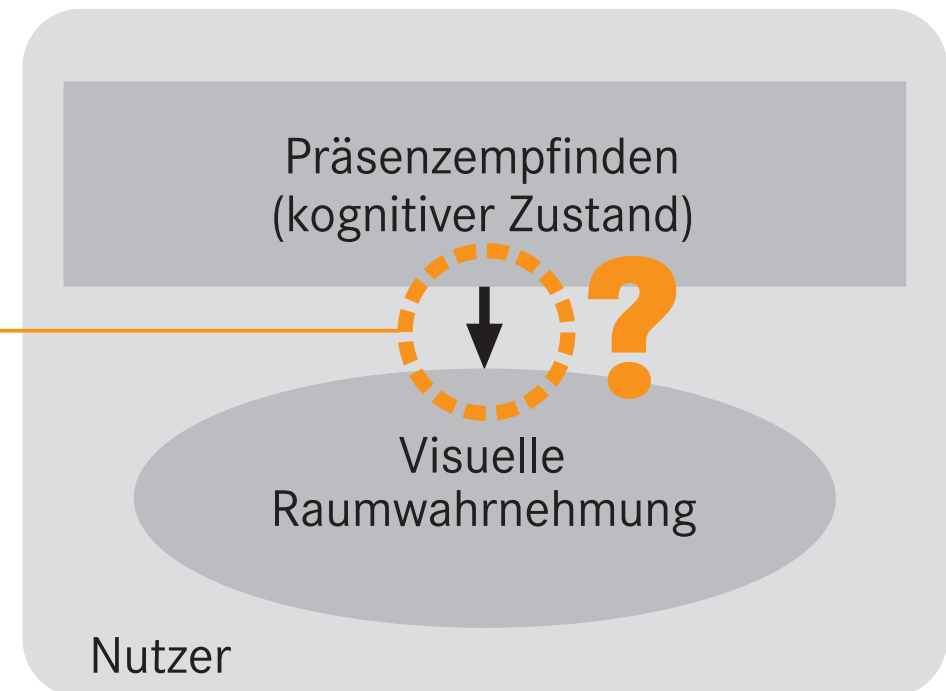 Präsenzempfinden
(kognitiver Zustand)
?
Visuelle
Raumwahrnehmung
Nutzer